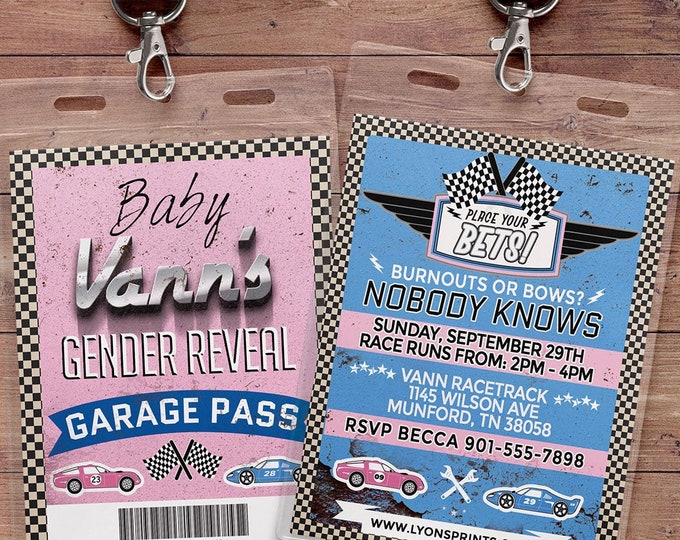 Baby
Vann's
GENDER REVEAL
GARAGE PASS
23
28
PLACE YOUR
BETS!
BURNOUTS OR BOWS?
NOBODY KNOWS
SUNDAY, SEPTEMBER 29TH
RACE RUNS FROM: 2PM - 4PM
VANN RACETRACK
1145 WILSON AVE
MUNFORD, TN 38058
RSVP BECCA 901-555-7898
09
29
WWW.LYONSPRINTS